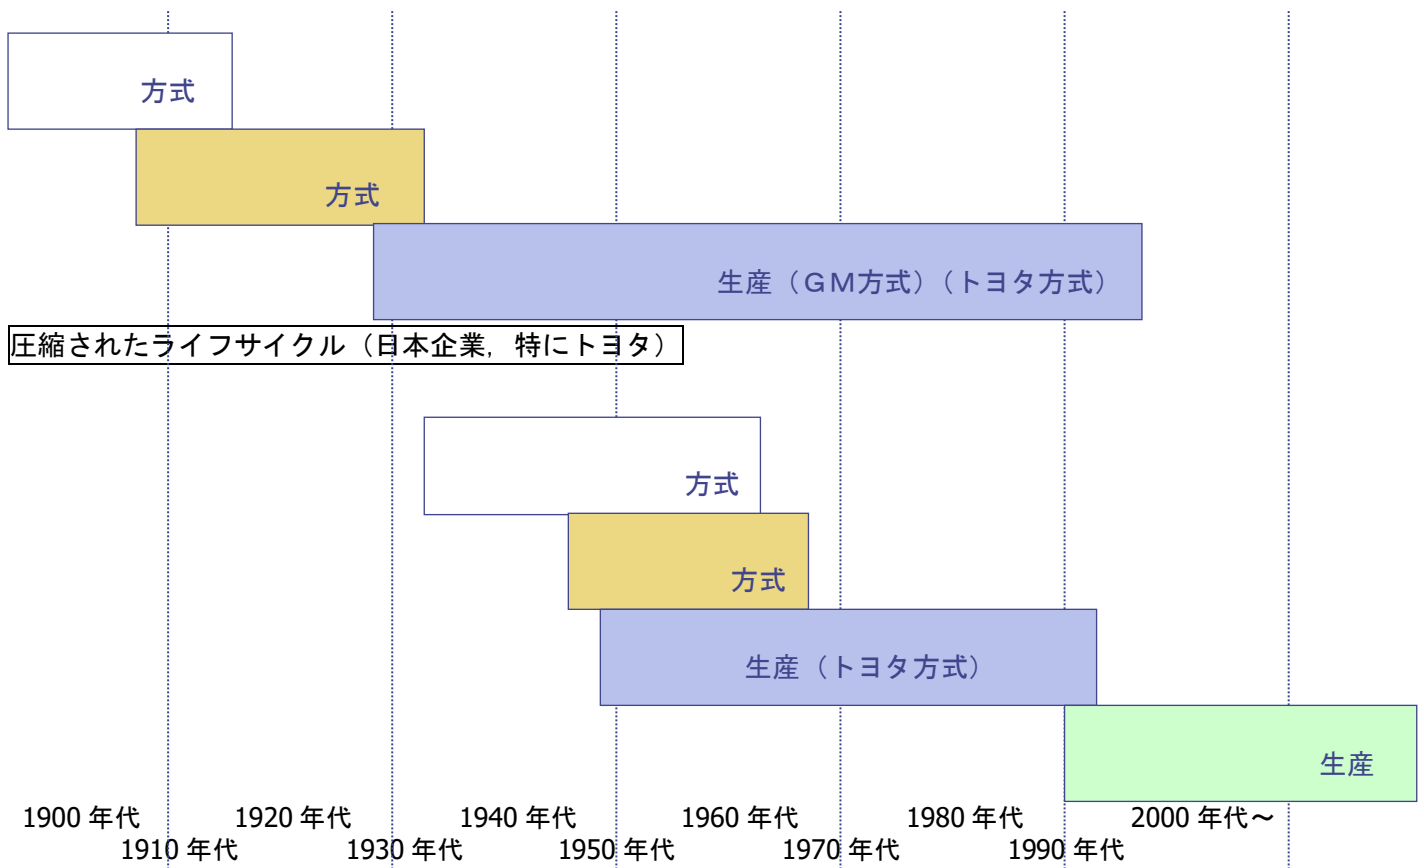 方式
方式
生産（ＧＭ方式）（トヨタ方式）
圧縮されたライフサイクル（日本企業，特にトヨタ）
方式
方式
生産（トヨタ方式）
生産
1900 年代 1920 年代 1940 年代 1960 年代 1980 年代 2000 年代～
1910 年代 1930 年代 1950 年代 1970 年代 1990 年代